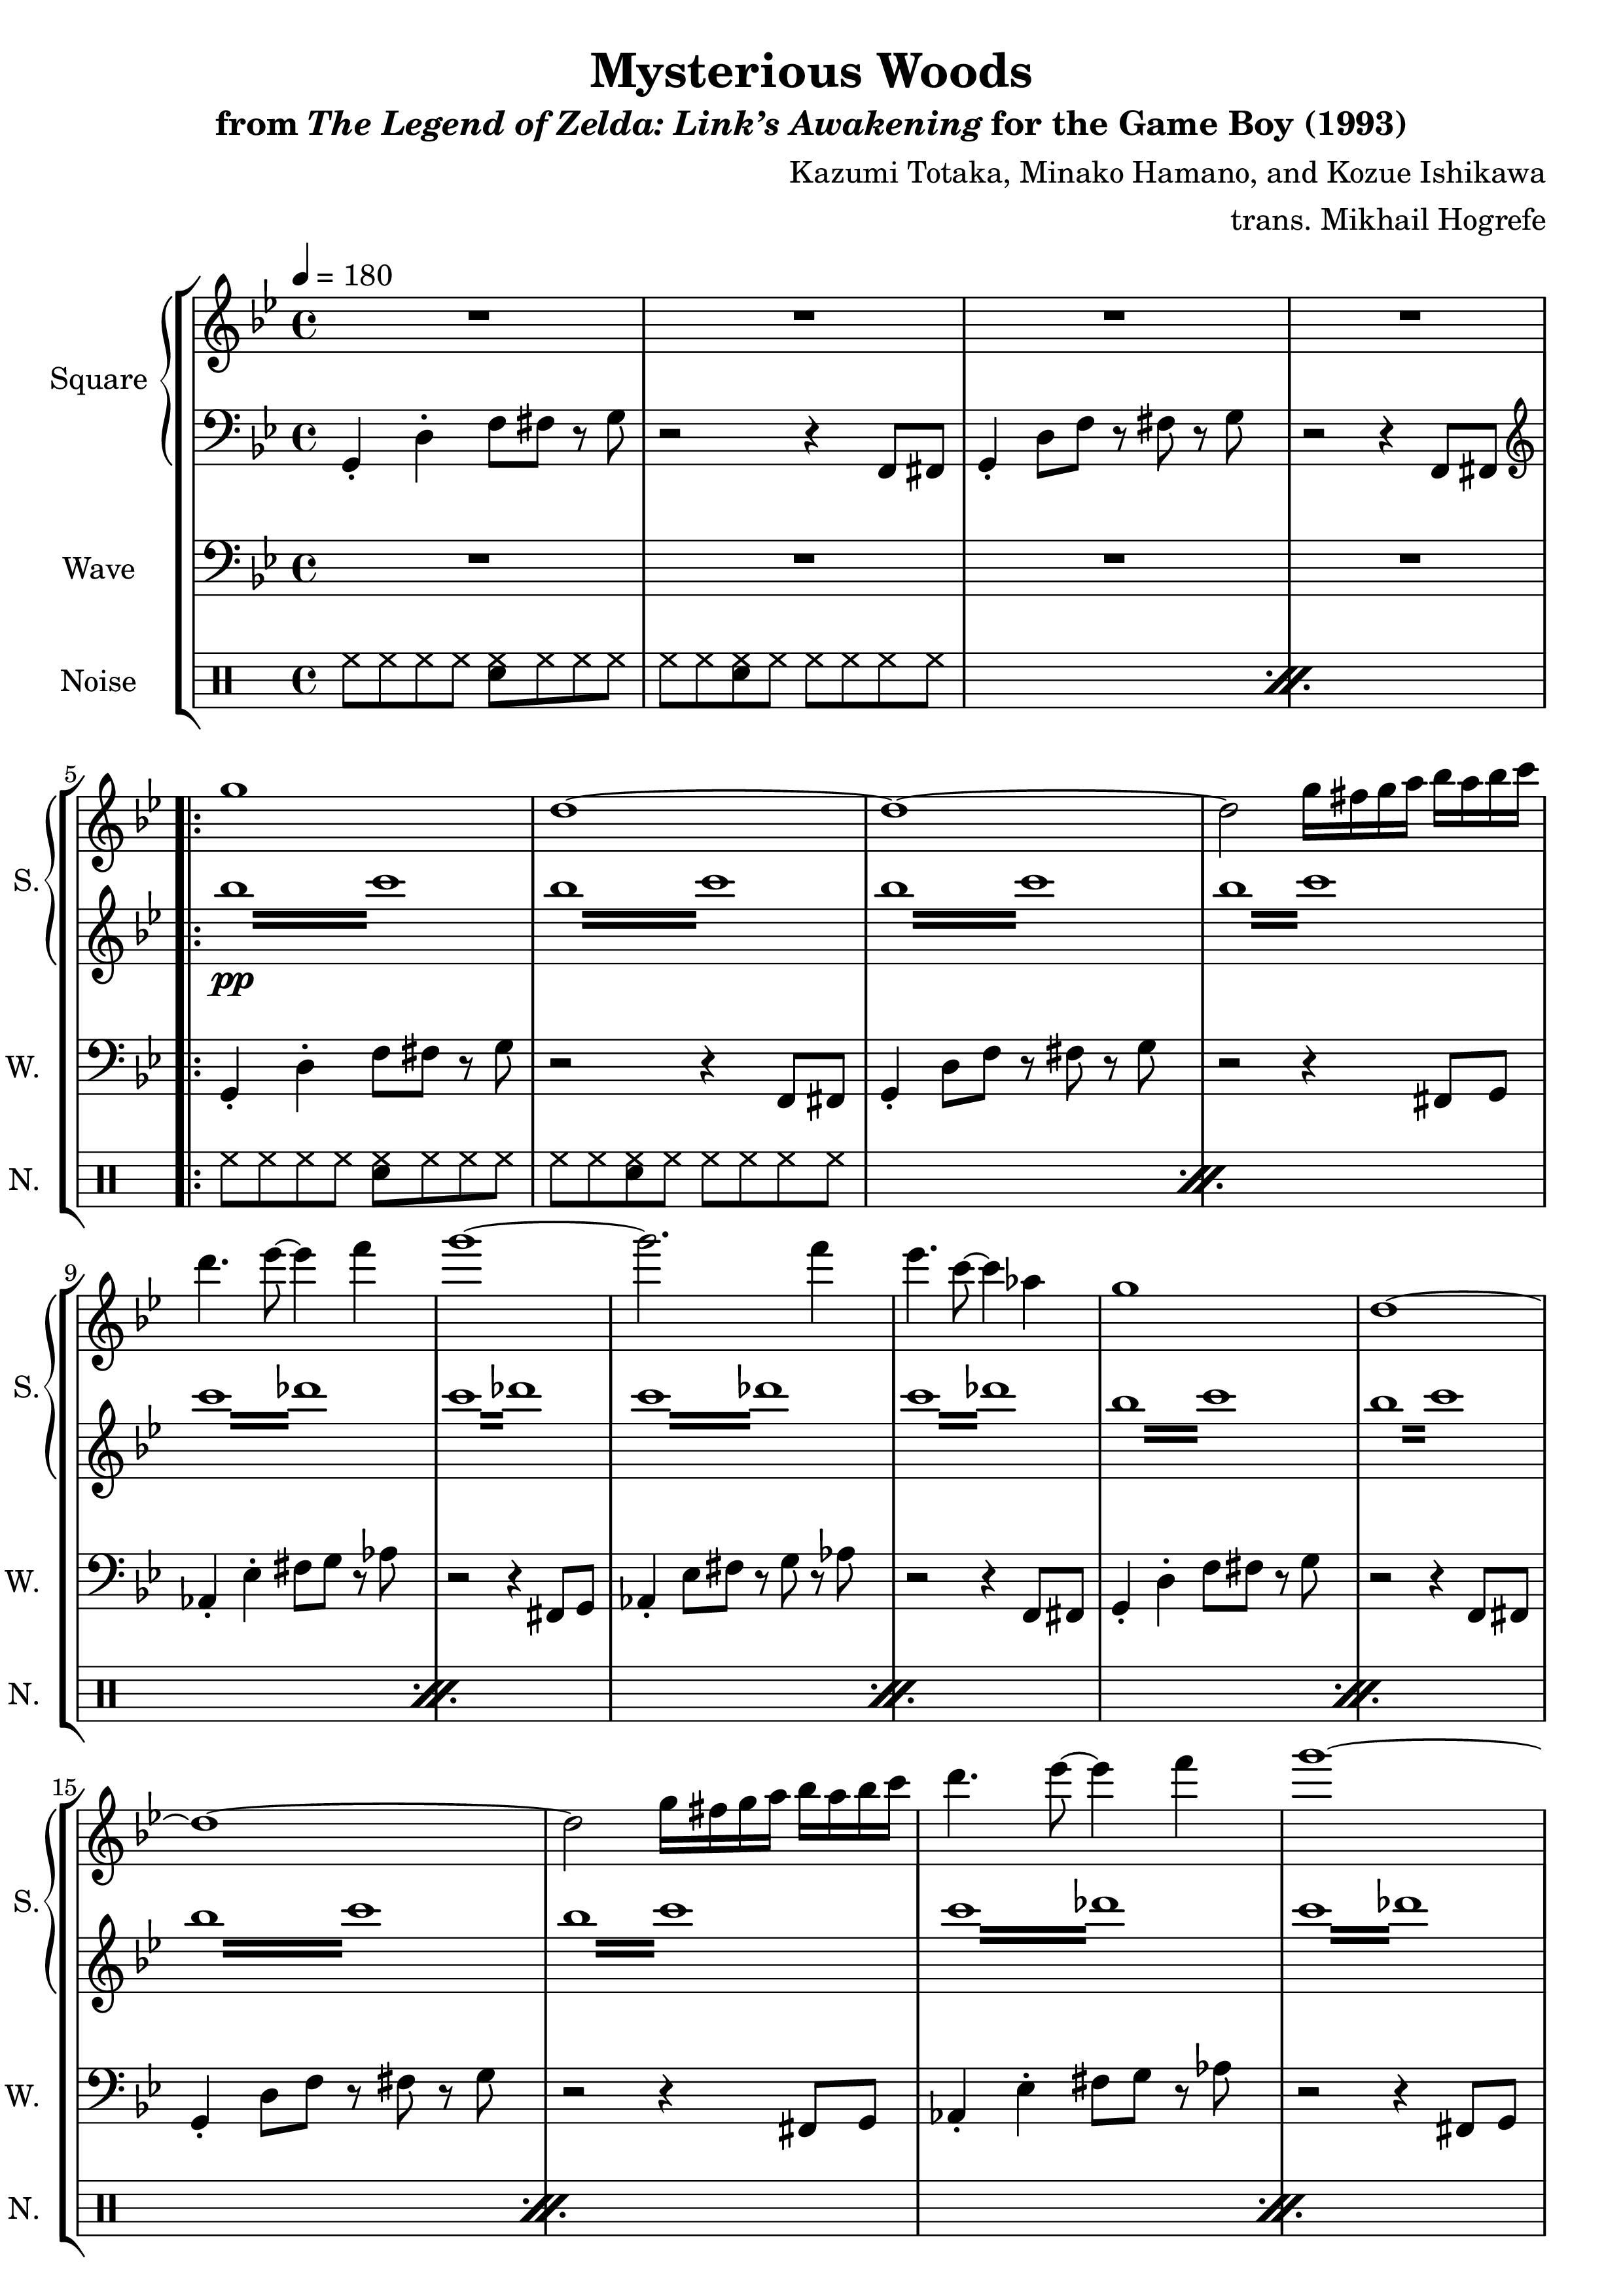 Mysterious Woods
from The Legend of Zelda: Link’s Awakening for the Game Boy (1993)
Kazumi Totaka, Minako Hamano, and Kozue Ishikawa
trans. Mikhail Hogrefe
= 180
Square
Wave
Noise
5
S.
pp
W.
N.
9
S.
W.
N.
15
S.
W.
N.